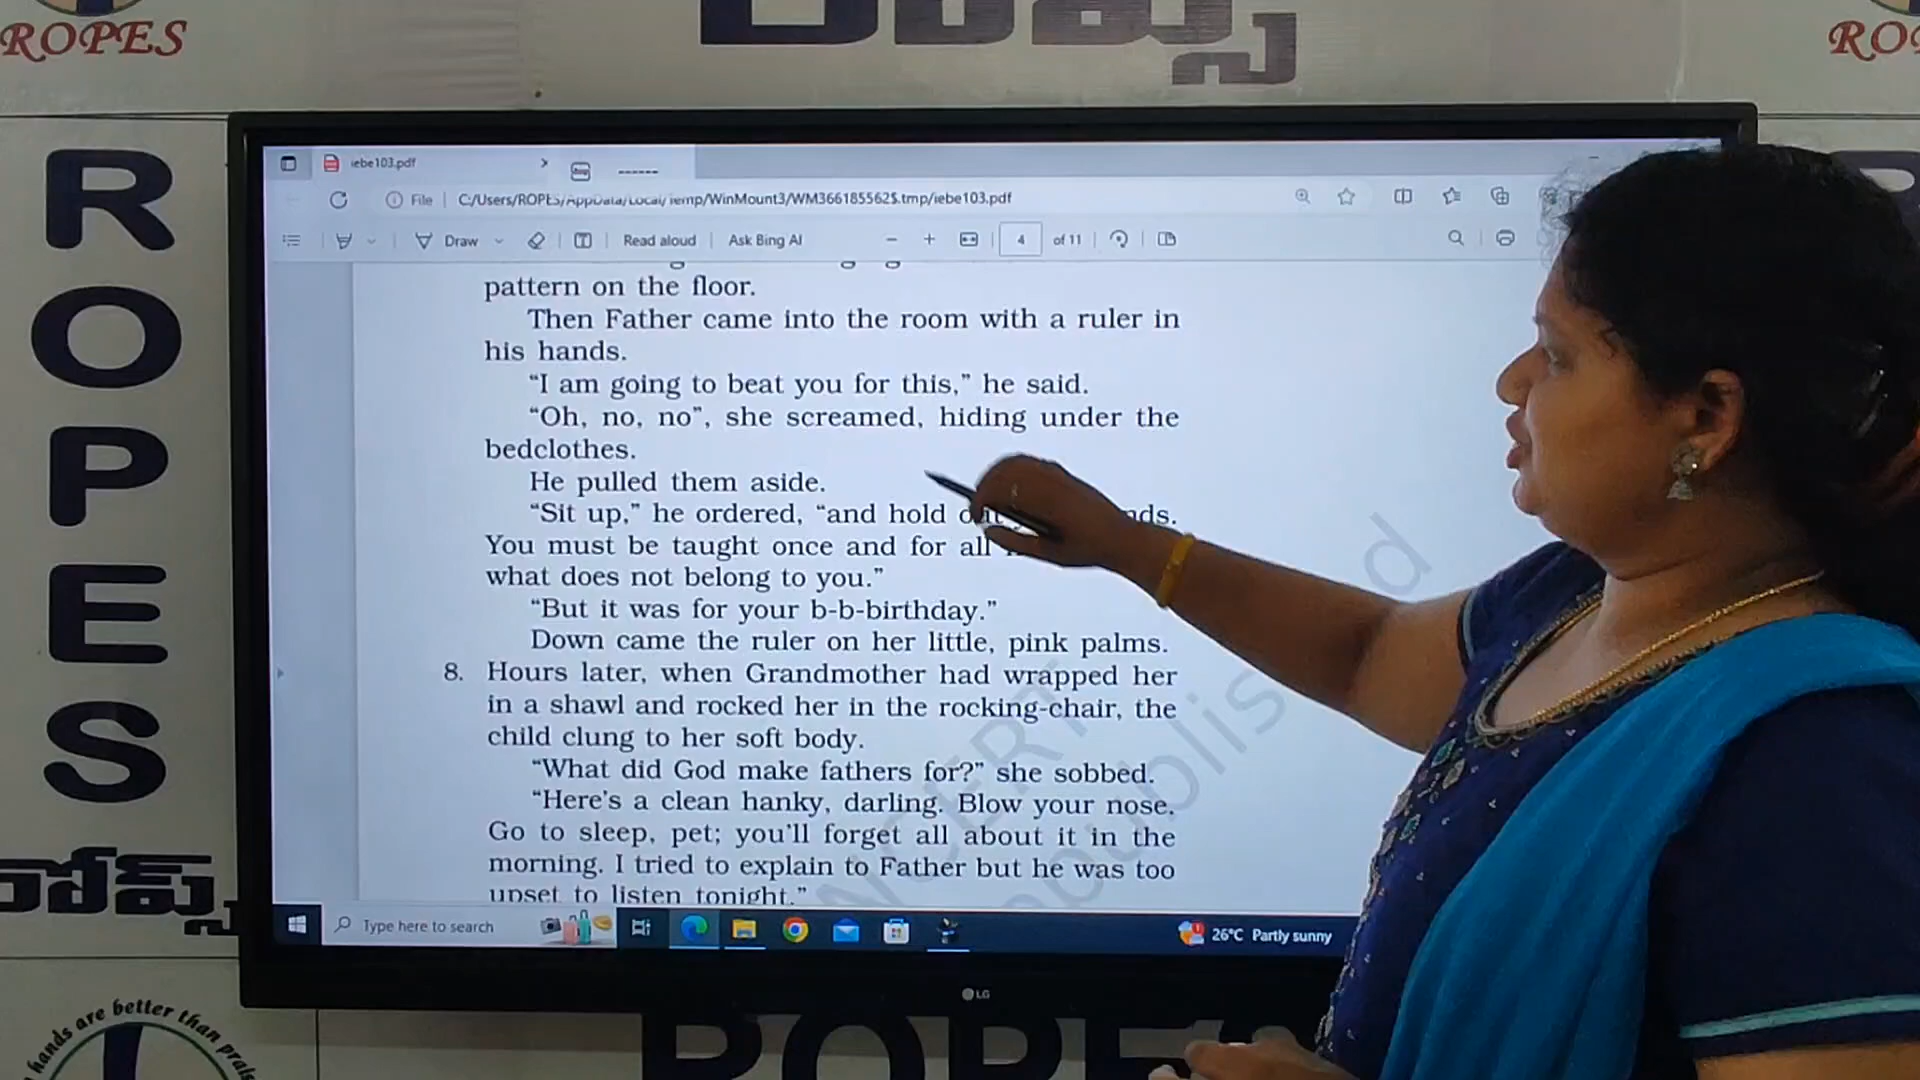 ROPES
రోప్స్
ROPES
రోప్స్
hands are better than
iebe103.pdf
File
C:/Users/ROPES/AppData/Local/Temp/WinMount3/WM366185562$.tmp/iebe103.pdf
Draw
Read aloud
Ask Bing AI
4 of 11
pattern on the floor.
Then Father came into the room with a ruler in
his hands.
“I am going to beat you for this,” he said.
“Oh, no, no”, she screamed, hiding under the
bedclothes.
He pulled them aside.
“Sit up,” he ordered, “and hold
You must be taught once and for all
what does not belong to you.”
“But it was for your b-b-birthday.”
Down came the ruler on her little, pink palms.
8. Hours later, when Grandmother had wrapped her
in a shawl and rocked her in the rocking-chair, the
child clung to her soft body.
“What did God make fathers for?” she sobbed.
“Here’s a clean hanky, darling. Blow your nose.
Go to sleep, pet; you’ll forget all about it in the
morning. I tried to explain to Father but he was too
upset to listen tonight.”
NCERT
Type here to search
26°C Partly sunny
LG
ROPES